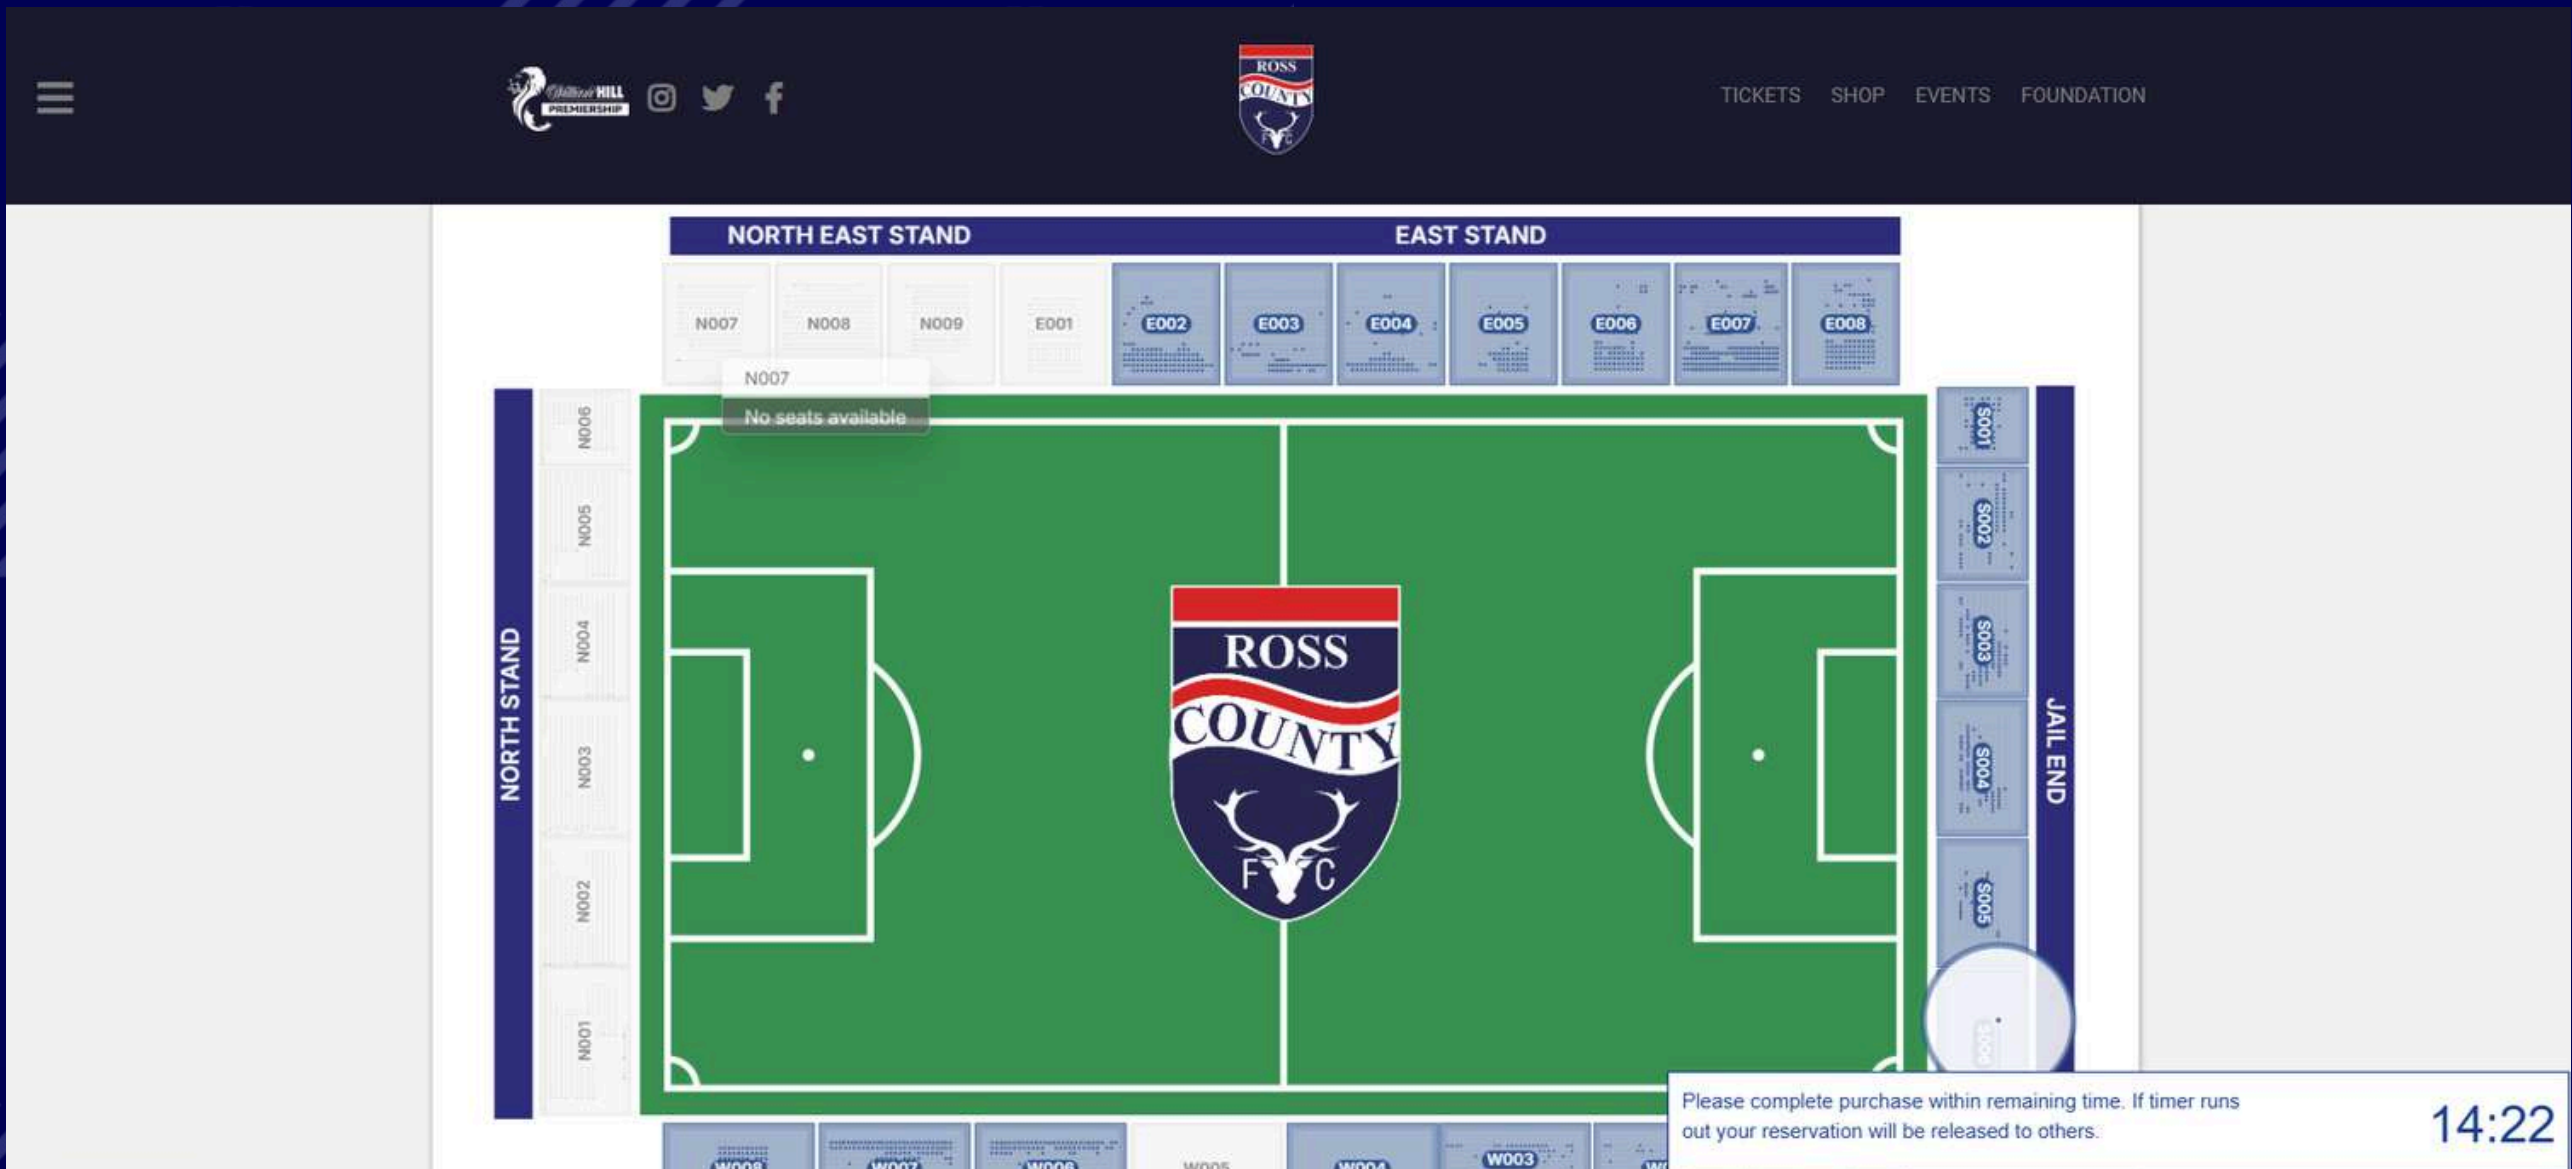 William HILL
PREMIERSHIP
ROSS
COUNTY
F C
TICKETS SHOP EVENTS FOUNDATION
NORTH EAST STAND EAST STAND
N007 N008 N009 E001 E002 E003 E004 E005 E006 E007 E008
N007
No seats available
NORTH STAND
N006
N005
N004
N003
N002
N001
ROSS
COUNTY
F C
S001
S002
S003
S004
S005
S006
JAIL END
W008 W007 W006 W005 W004 W003
Please complete purchase within remaining time. If timer runs
out your reservation will be released to others.
14:22